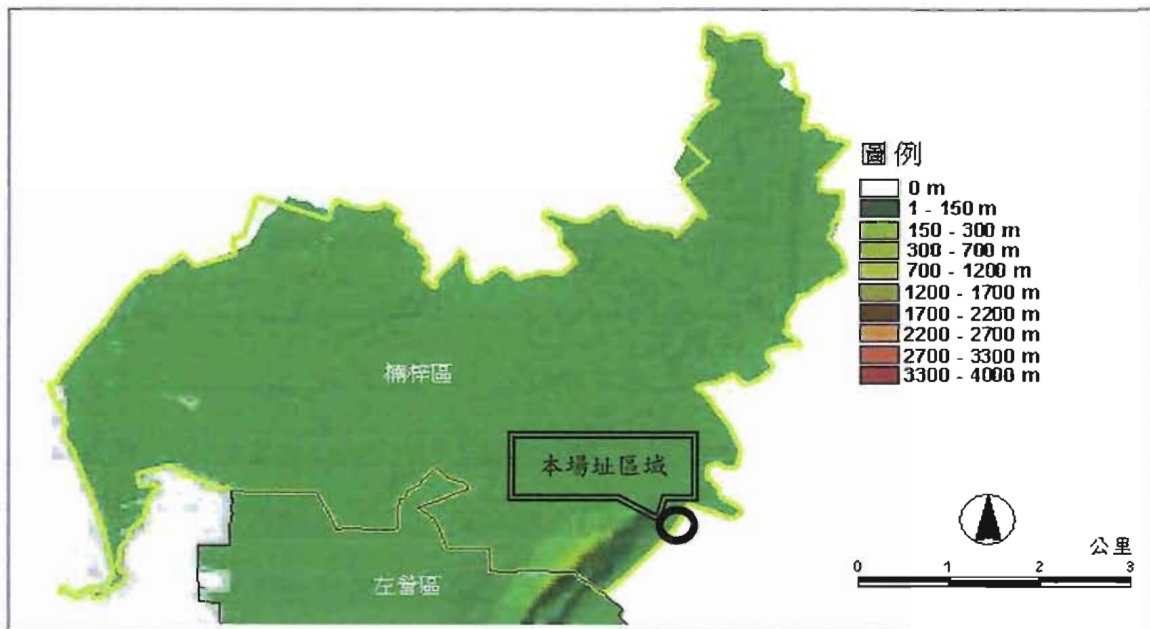 圖例
0 m
1 - 150 m
150 - 300 m
300 - 700 m
700 - 1200 m
1200 - 1700 m
1700 - 2200 m
2200 - 2700 m
2700 - 3300 m
3300 - 4000 m
楠梓區
本場址區域
左營區
公里
0 1 2 3